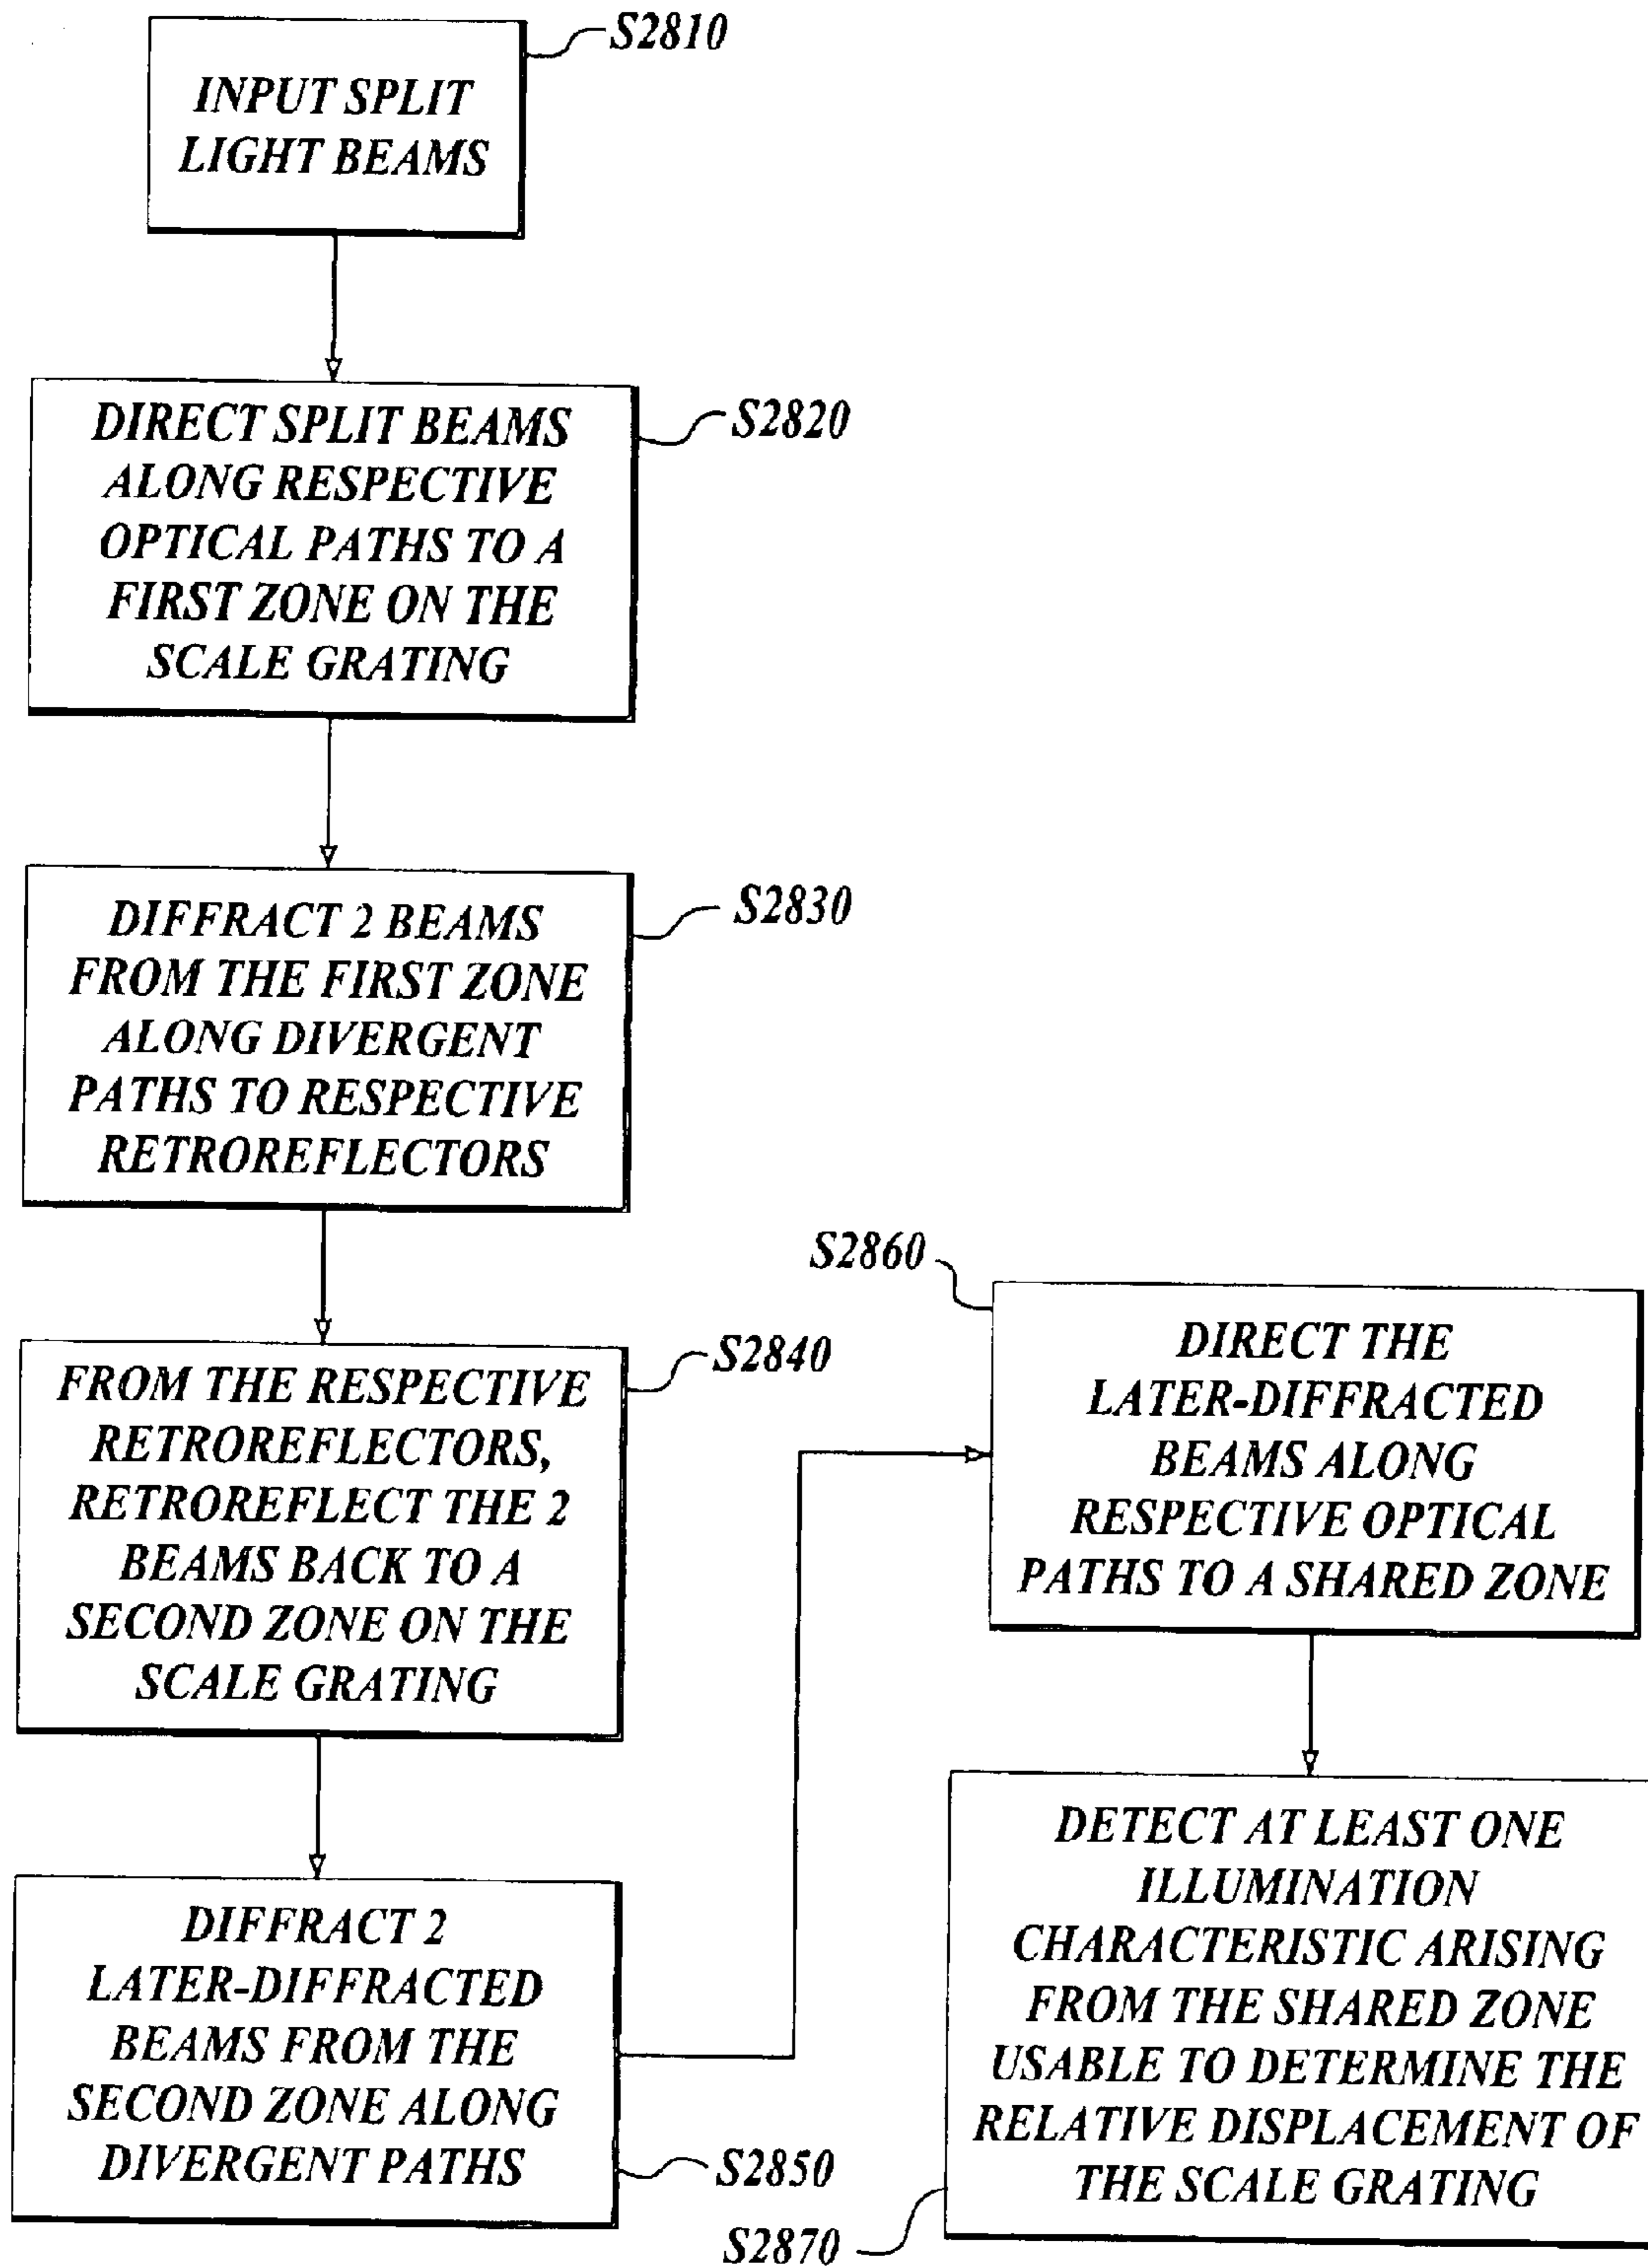 S2810
INPUT SPLIT
LIGHT BEAMS
S2820
DIRECT SPLIT BEAMS
ALONG RESPECTIVE
OPTICAL PATHS TO A
FIRST ZONE ON THE
SCALE GRATING
S2830
DIFFRACT 2 BEAMS
FROM THE FIRST ZONE
ALONG DIVERGENT
PATHS TO RESPECTIVE
RETROREFLECTORS
S2840
FROM THE RESPECTIVE
RETROREFLECTORS,
RETROREFLECT THE 2
BEAMS BACK TO A
SECOND ZONE ON THE
SCALE GRATING
DIFFRACT 2
LATER-DIFFRACTED
BEAMS FROM THE
SECOND ZONE ALONG
DIVERGENT PATHS
S2850
S2860
DIRECT THE
LATER-DIFFRACTED
BEAMS ALONG
RESPECTIVE OPTICAL
PATHS TO A SHARED ZONE
DETECT AT LEAST ONE
ILLUMINATION
CHARACTERISTIC ARISING
FROM THE SHARED ZONE
USABLE TO DETERMINE THE
RELATIVE DISPLACEMENT OF
THE SCALE GRATING
S2870